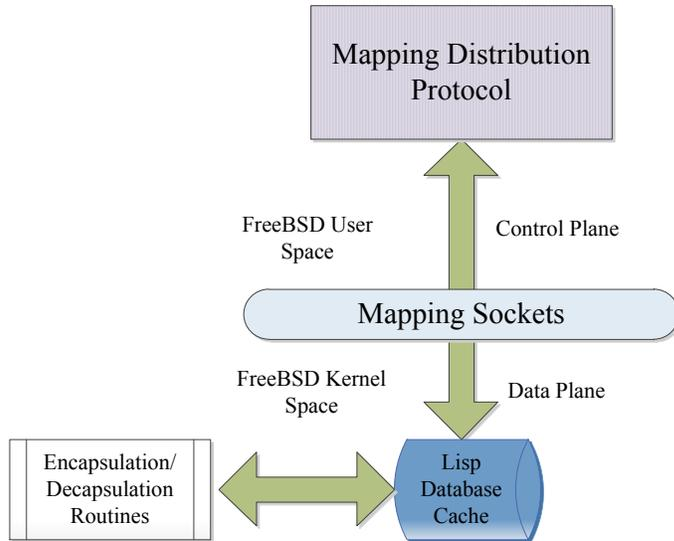 Mapping Distribution
Protocol
FreeBSD User
Space
Control Plane
Mapping Sockets
FreeBSD Kernel
Space
Data Plane
Encapsulation/
Decapsulation
Routines
Lisp
Database
Cache